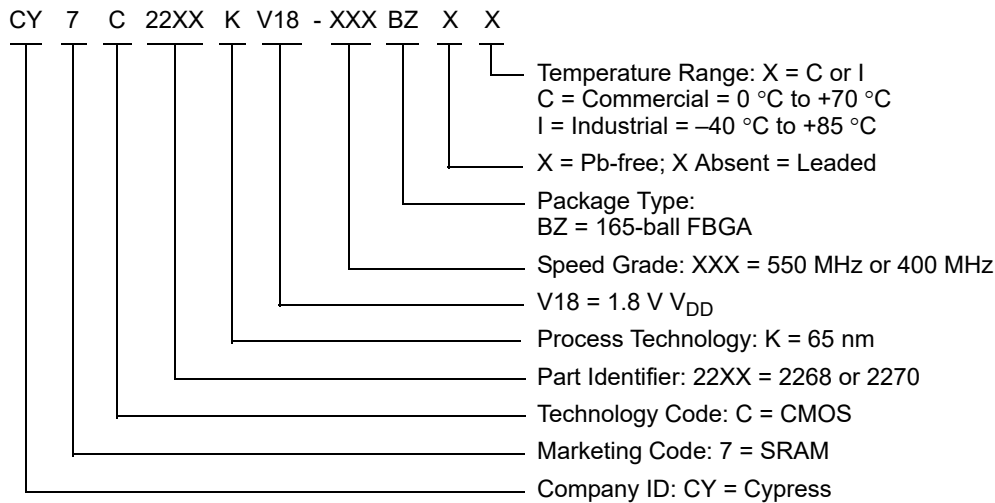 CY 7 C 22XX K V18 - XXX BZ X X
Temperature Range: X = C or I
C = Commercial = 0 °C to +70 °C
I = Industrial = –40 °C to +85 °C
X = Pb-free; X Absent = Leaded
Package Type:
BZ = 165-ball FBGA
Speed Grade: XXX = 550 MHz or 400 MHz
V18 = 1.8 V VDD
Process Technology: K = 65 nm
Part Identifier: 22XX = 2268 or 2270
Technology Code: C = CMOS
Marketing Code: 7 = SRAM
Company ID: CY = Cypress